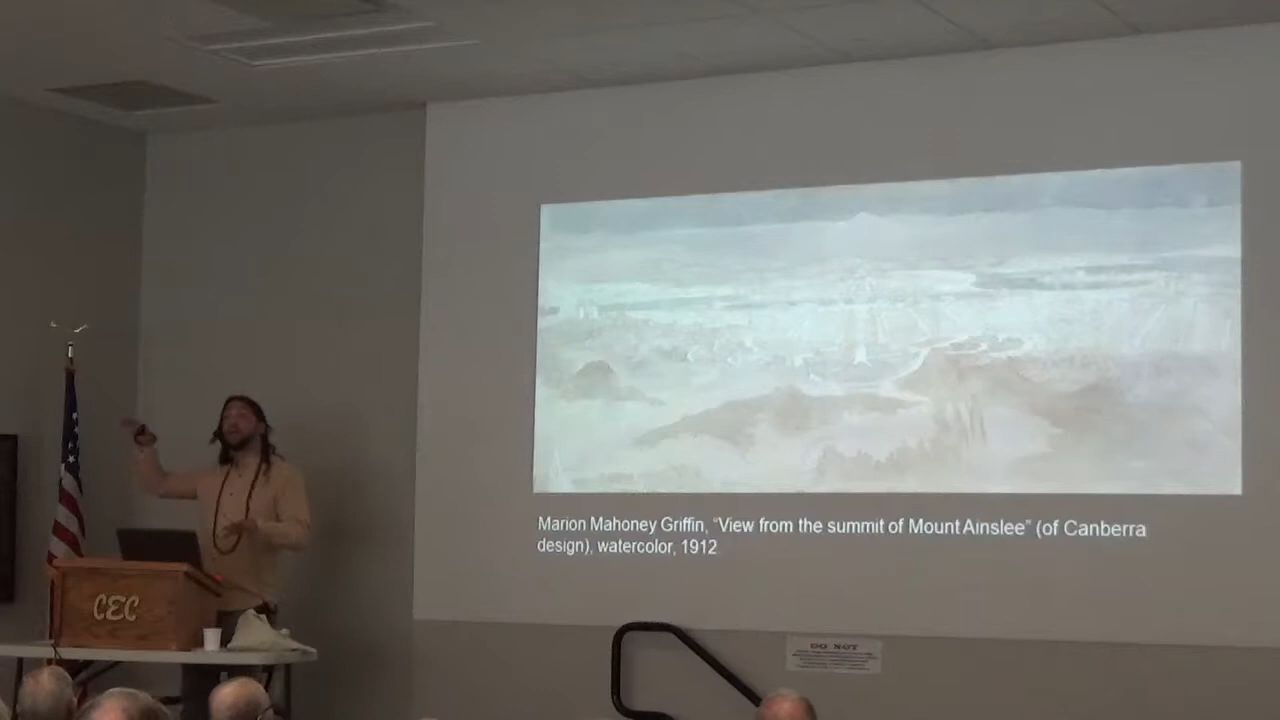 Marion Mahoney Griffin, “View from the summit of Mount Ainslee” (of Canberra
design), watercolor, 1912
CEC
DO NOT